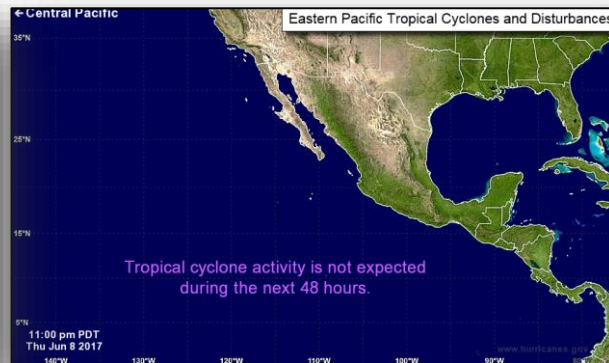 ←Central Pacific
Eastern Pacific Tropical Cyclones and Disturbances
35°N
25°N
15°N
Tropical cyclone activity is not expected
during the next 48 hours.
5°N
11:00 pm PDT
Thu Jun 8 2017
www.hurricanes.gov
140°W 130°W 120°W 110°W 100°W 90°W